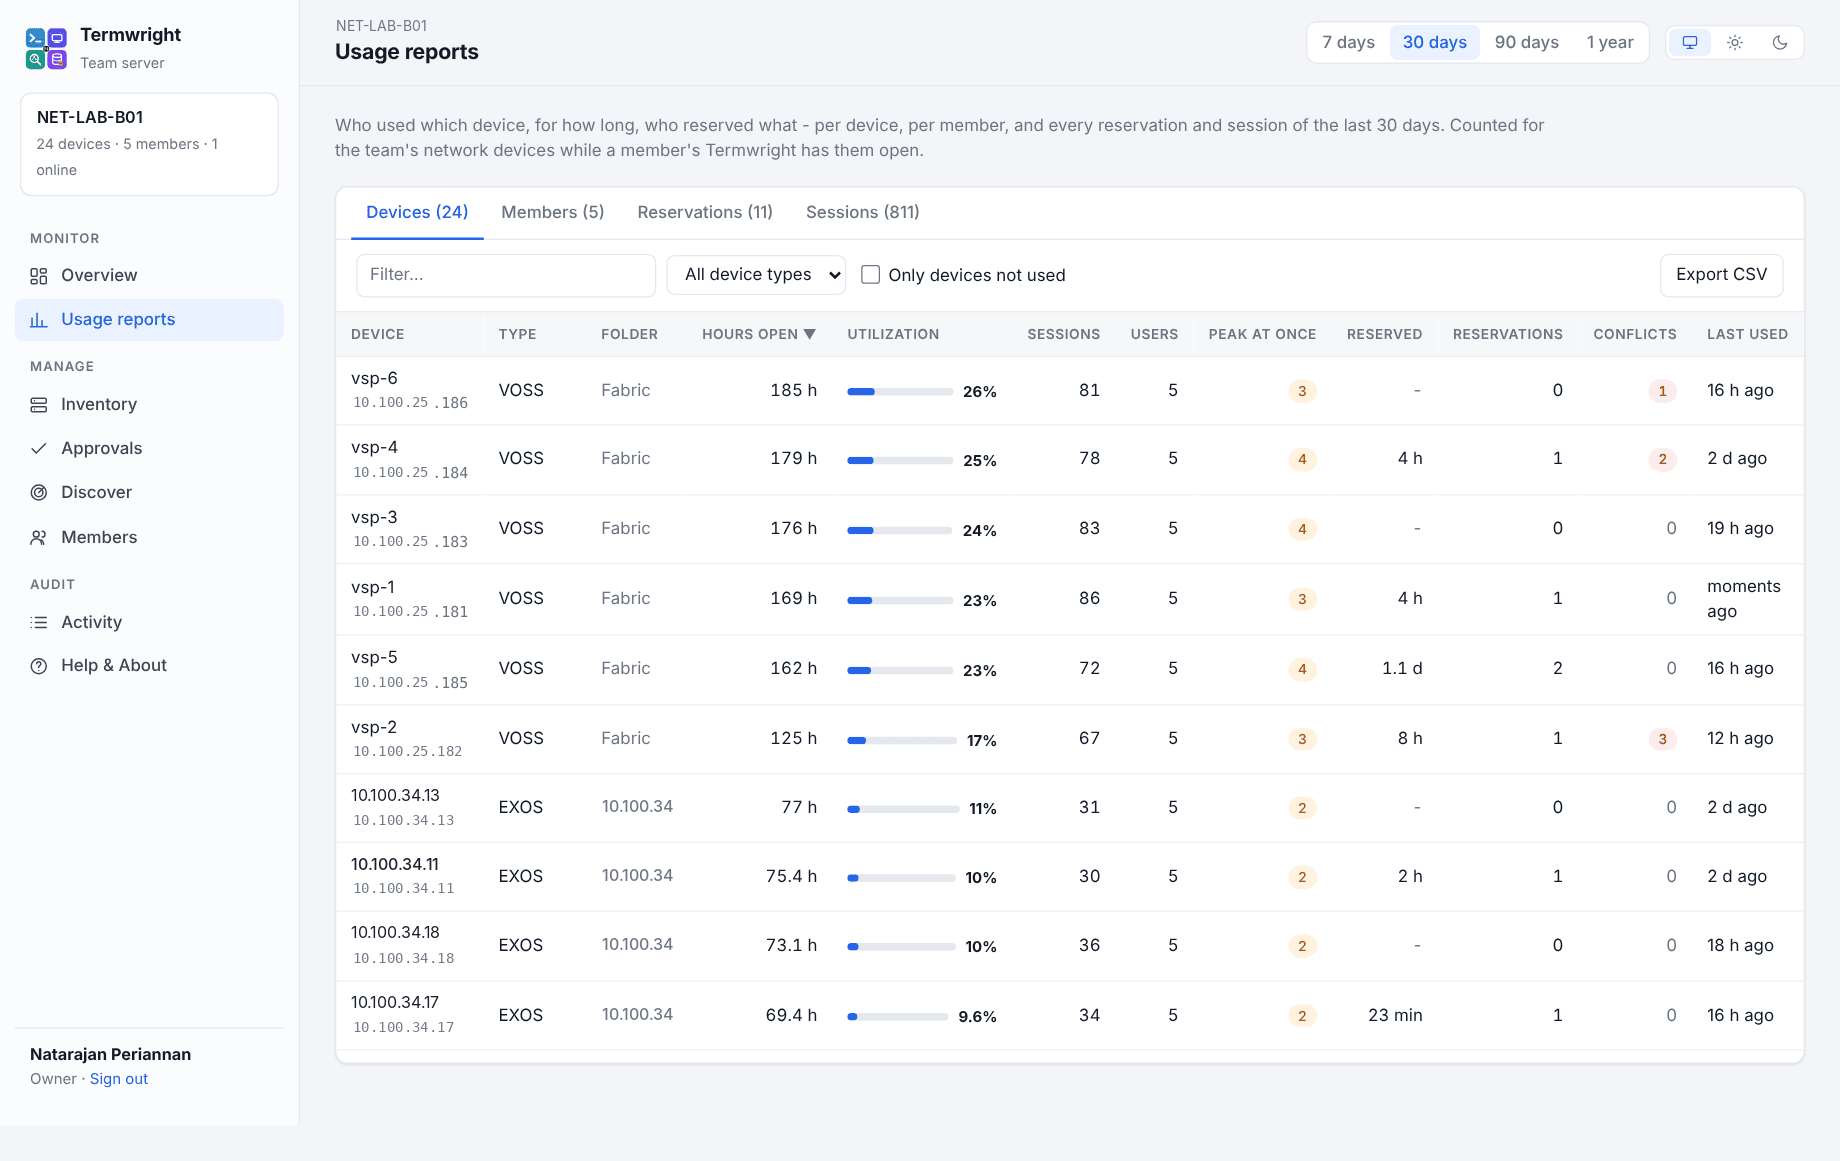 Termwright
Team server
NET-LAB-B01
24 devices · 5 members · 1
online
MONITOR
Overview
Usage reports
MANAGE
Inventory
Approvals
Discover
Members
AUDIT
Activity
Help & About
Natarajan Periannan
Owner · Sign out
NET-LAB-B01
Usage reports
7 days 30 days 90 days 1 year
Who used which device, for how long, who reserved what - per device, per member, and every reservation and session of the last 30 days. Counted for
the team's network devices while a member's Termwright has them open.
Devices (24) Members (5) Reservations (11) Sessions (811)
Filter... All device types Only devices not used Export CSV
DEVICE TYPE FOLDER HOURS OPEN ▼ UTILIZATION SESSIONS USERS PEAK AT ONCE RESERVED RESERVATIONS CONFLICTS LAST USED
vsp-6
10.100.25 .186 VOSS Fabric 185 h 26% 81 5 3 - 0 1 16 h ago
vsp-4
10.100.25 .184 VOSS Fabric 179 h 25% 78 5 4 4 h 1 2 2 d ago
vsp-3
10.100.25 .183 VOSS Fabric 176 h 24% 83 5 4 - 0 0 19 h ago
vsp-1
10.100.25 .181 VOSS Fabric 169 h 23% 86 5 3 4 h 1 0 moments ago
vsp-5
10.100.25 .185 VOSS Fabric 162 h 23% 72 5 4 1.1 d 2 0 16 h ago
vsp-2
10.100.25.182 VOSS Fabric 125 h 17% 67 5 3 8 h 1 3 12 h ago
10.100.34.13
10.100.34.13 EXOS 10.100.34 77 h 11% 31 5 2 - 0 0 2 d ago
10.100.34.11
10.100.34.11 EXOS 10.100.34 75.4 h 10% 30 5 2 2 h 1 0 2 d ago
10.100.34.18
10.100.34.18 EXOS 10.100.34 73.1 h 10% 36 5 2 - 0 0 18 h ago
10.100.34.17
10.100.34.17 EXOS 10.100.34 69.4 h 9.6% 34 5 2 23 min 1 0 16 h ago